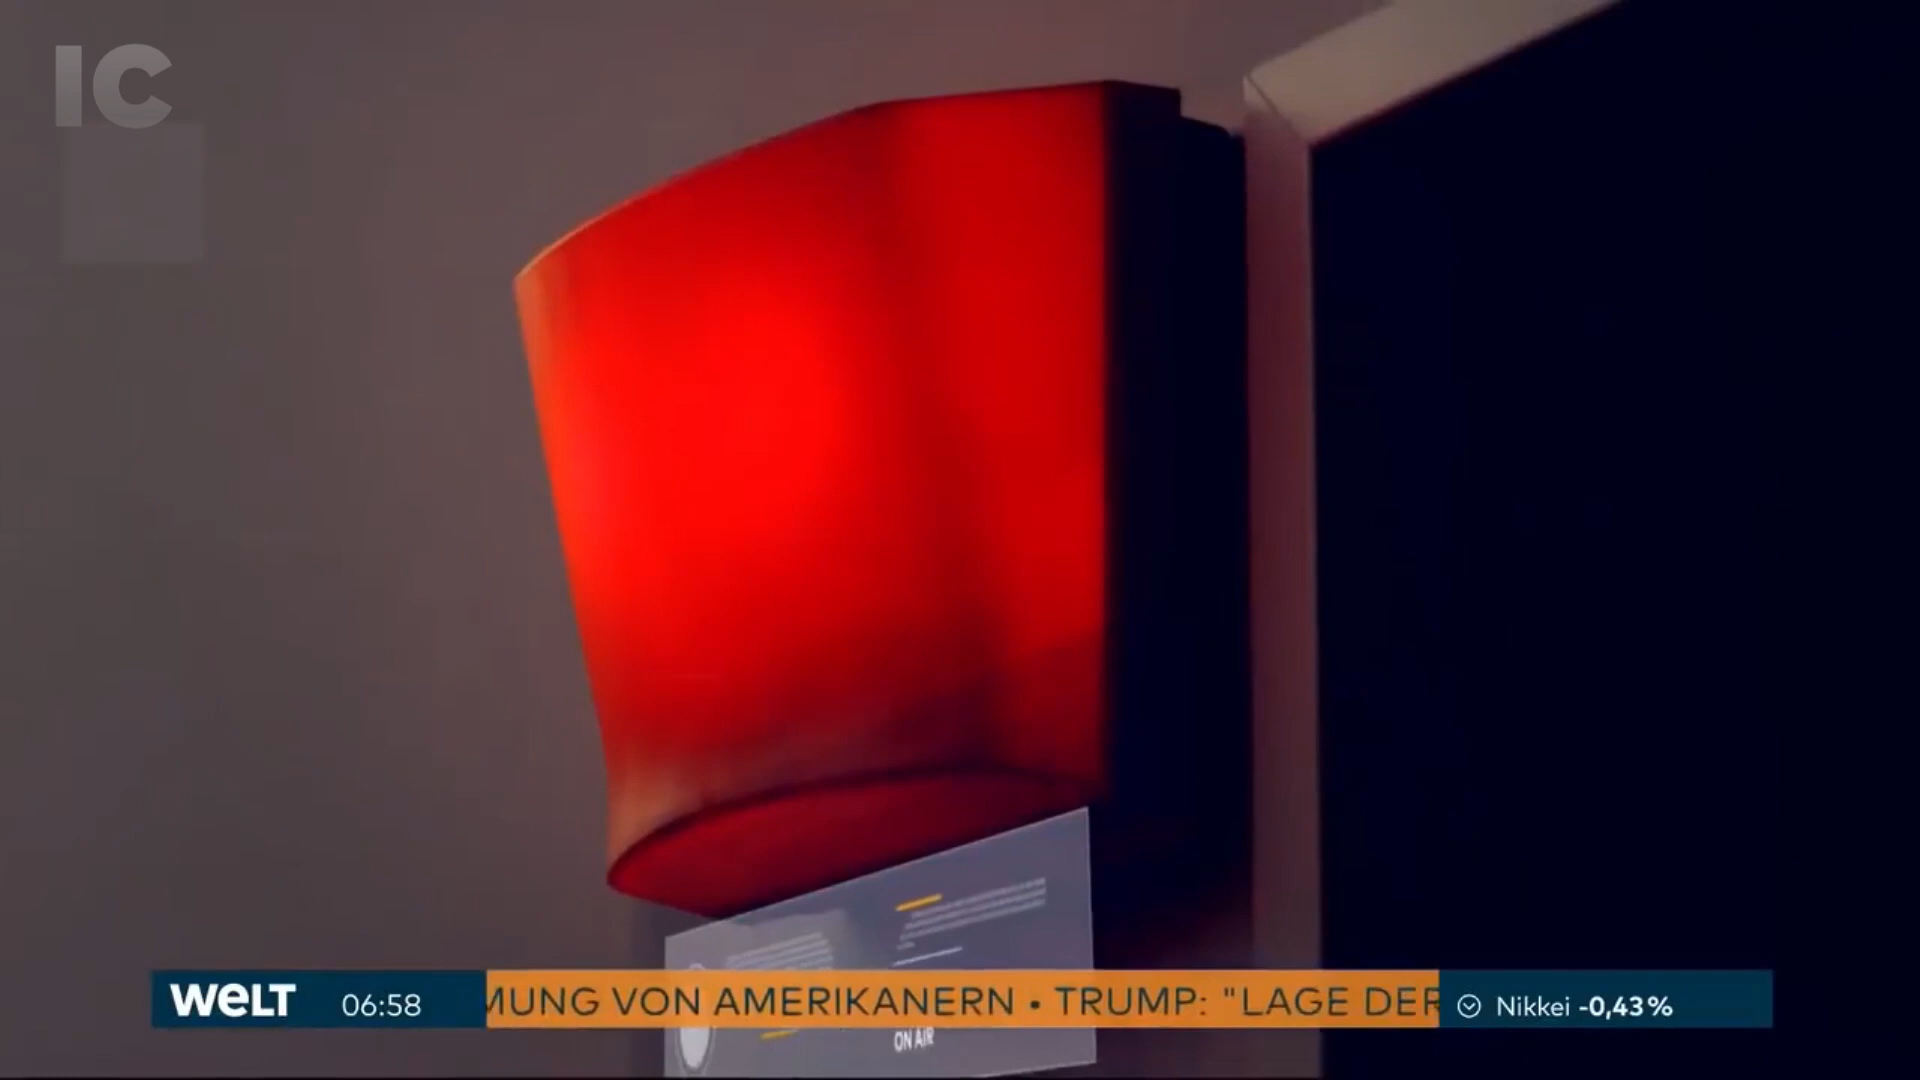 IC
WELT 06:58 MUNG VON AMERIKANERN • TRUMP: "LAGE DER Nikkei -0,43%
ON AIR